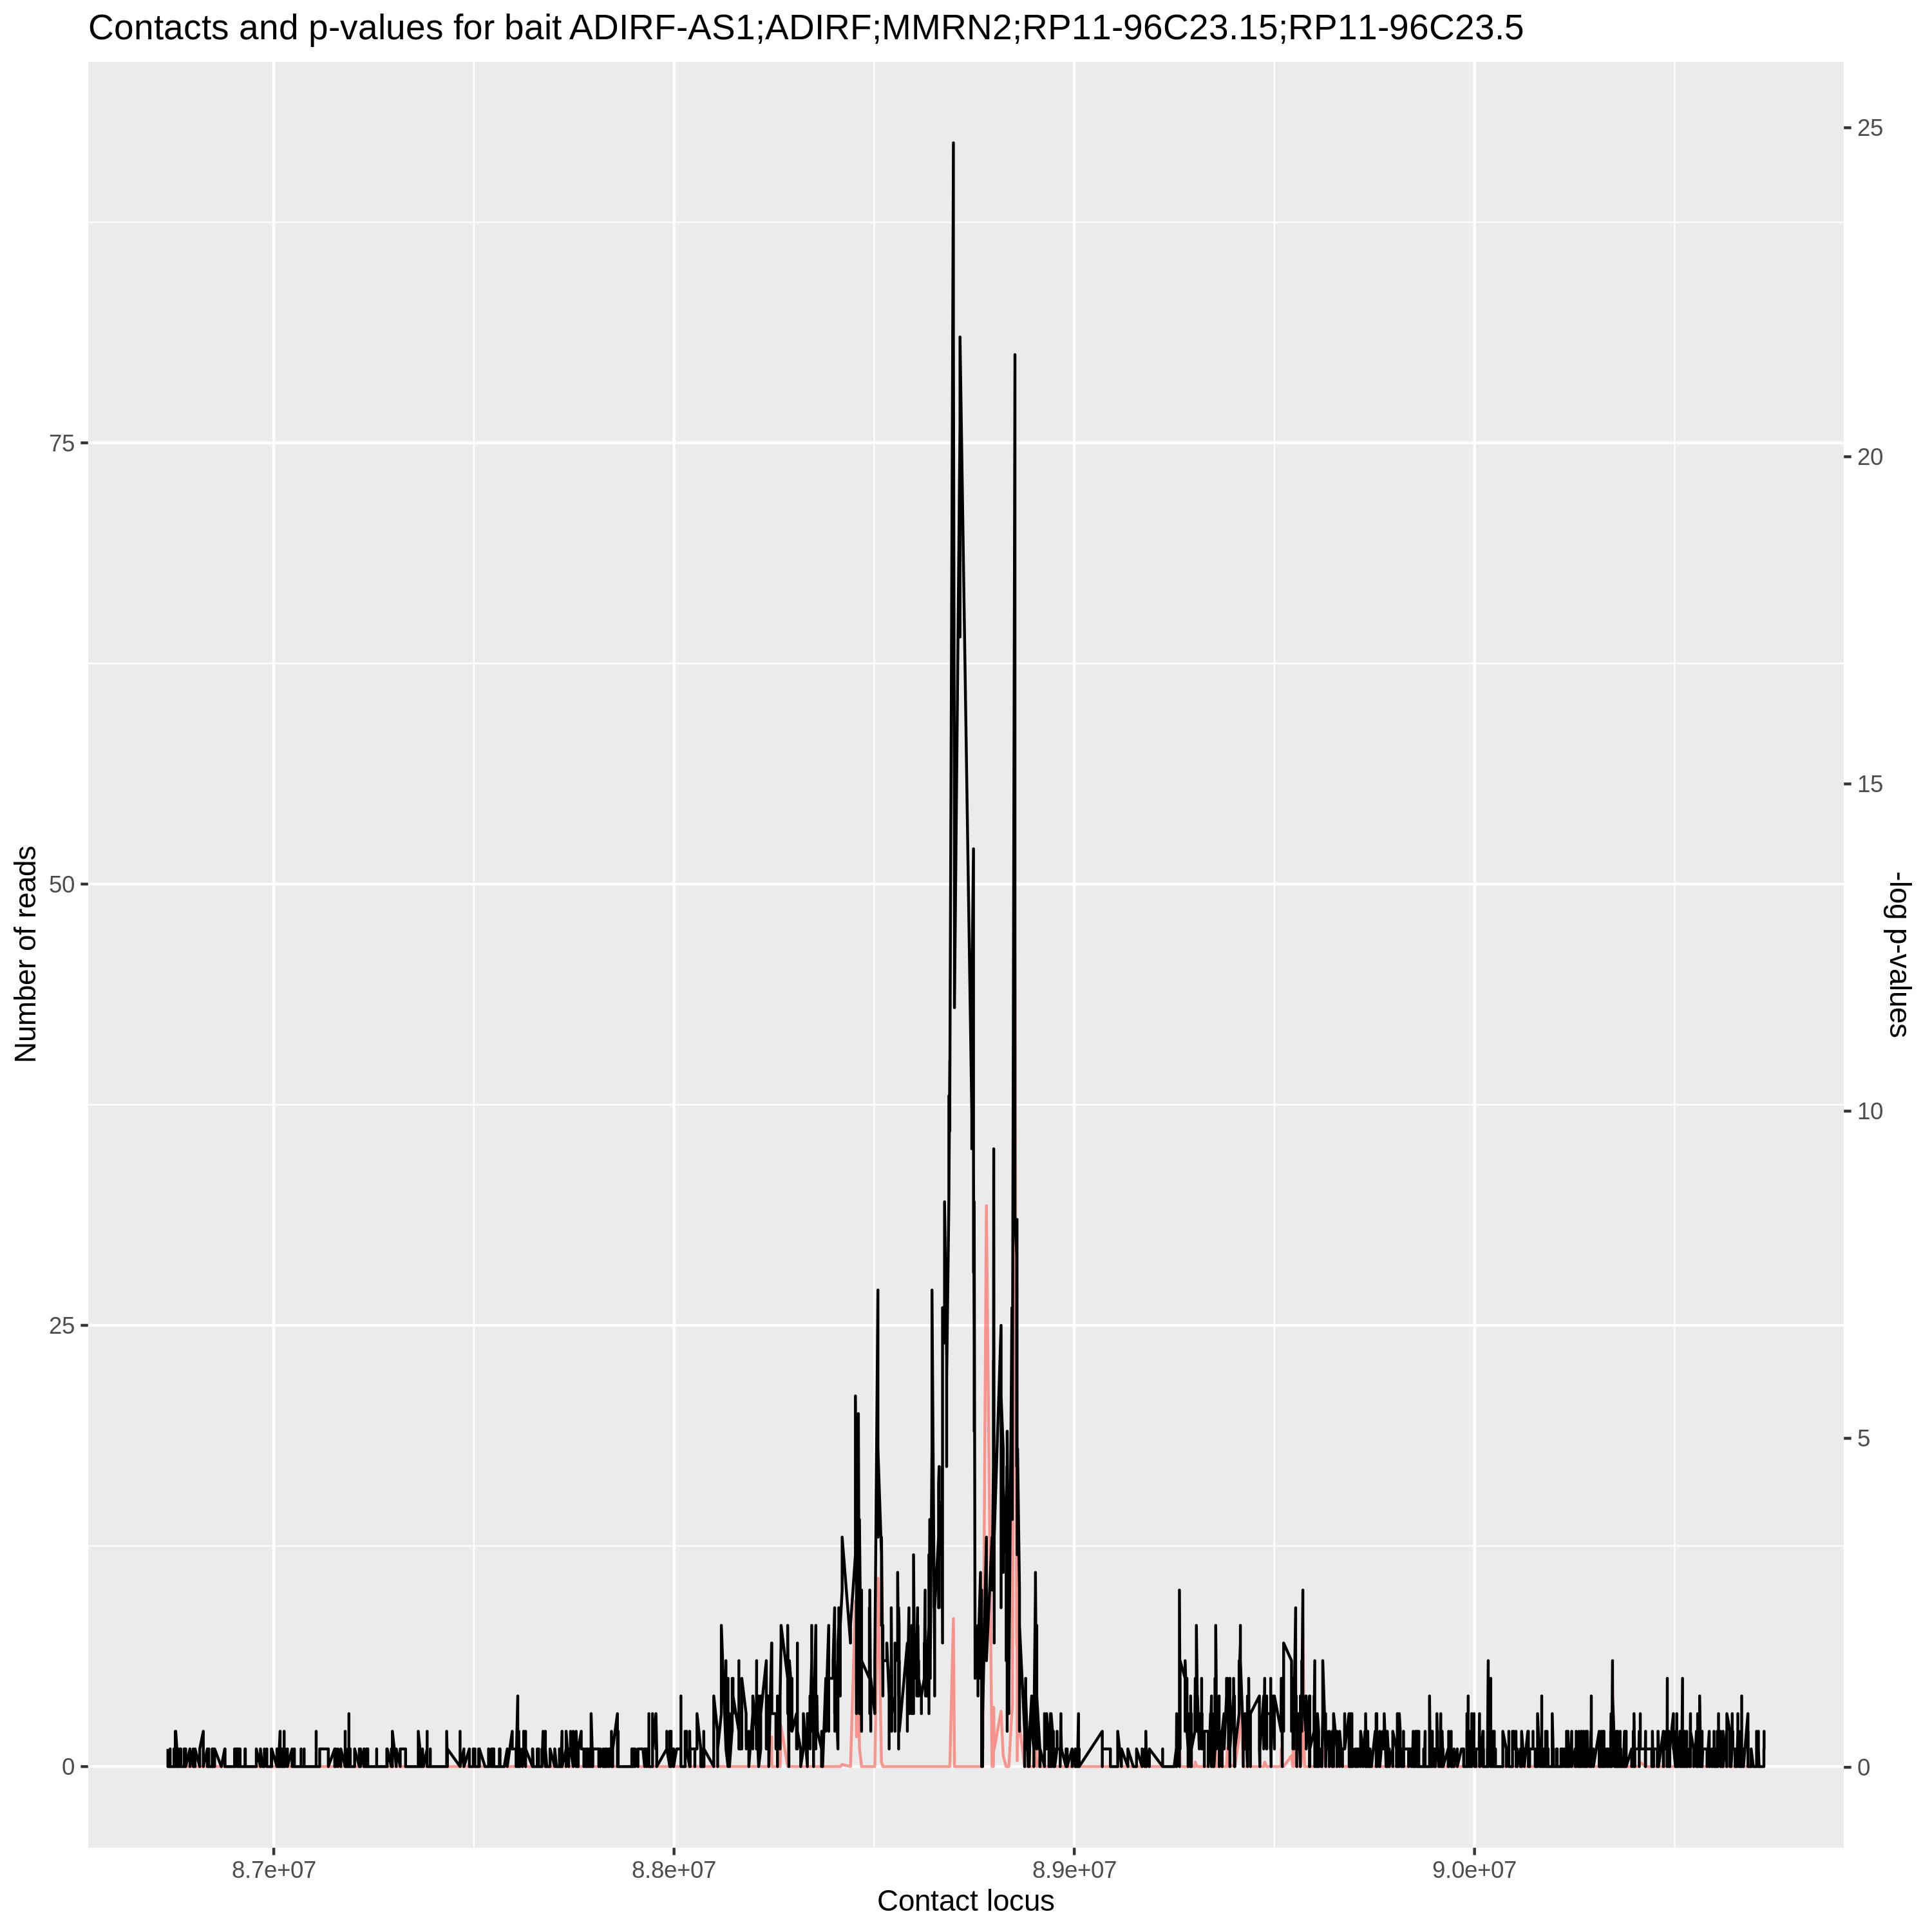 Contacts and p-values for bait ADIRF-AS1;ADIRF;MMRN2;RP11-96C23.15;RP11-96C23.5
25
75
20
15
50
Number of reads
-log p-values
10
25
5
0
0
8.7e+07 8.8e+07 8.9e+07 9.0e+07
Contact locus